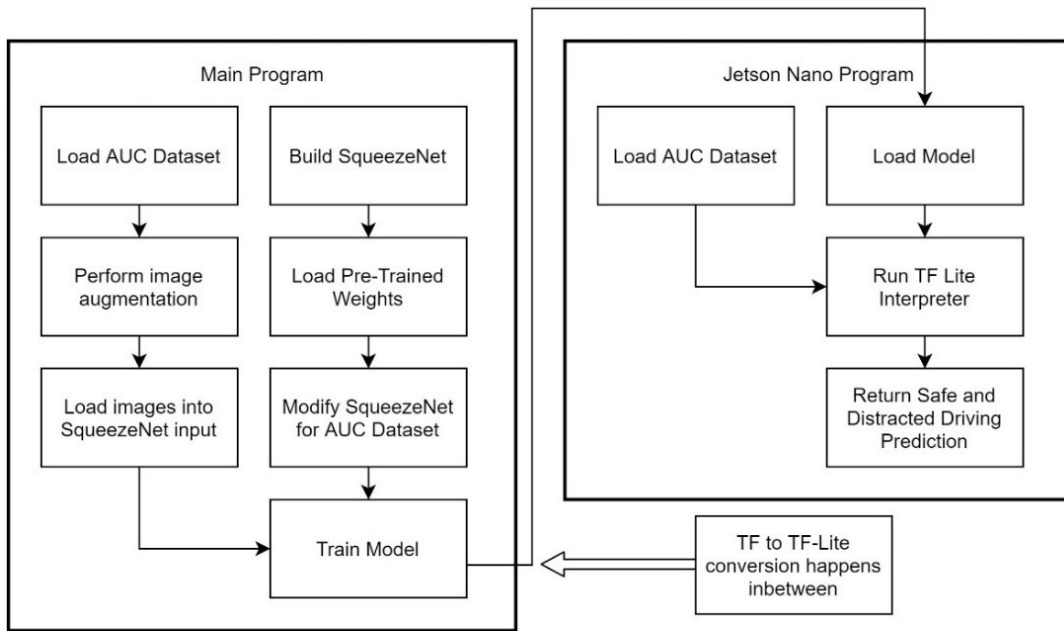 Main Program
Load AUC Dataset
Perform image
augmentation
Load images into
SqueezeNet input
Build SqueezeNet
Load Pre-Trained
Weights
Modify SqueezeNet
for AUC Dataset
Train Model
Jetson Nano Program
Load AUC Dataset
Load Model
Run TF Lite
Interpreter
Return Safe and
Distracted Driving
Prediction
TF to TF-Lite
conversion happens
inbetween